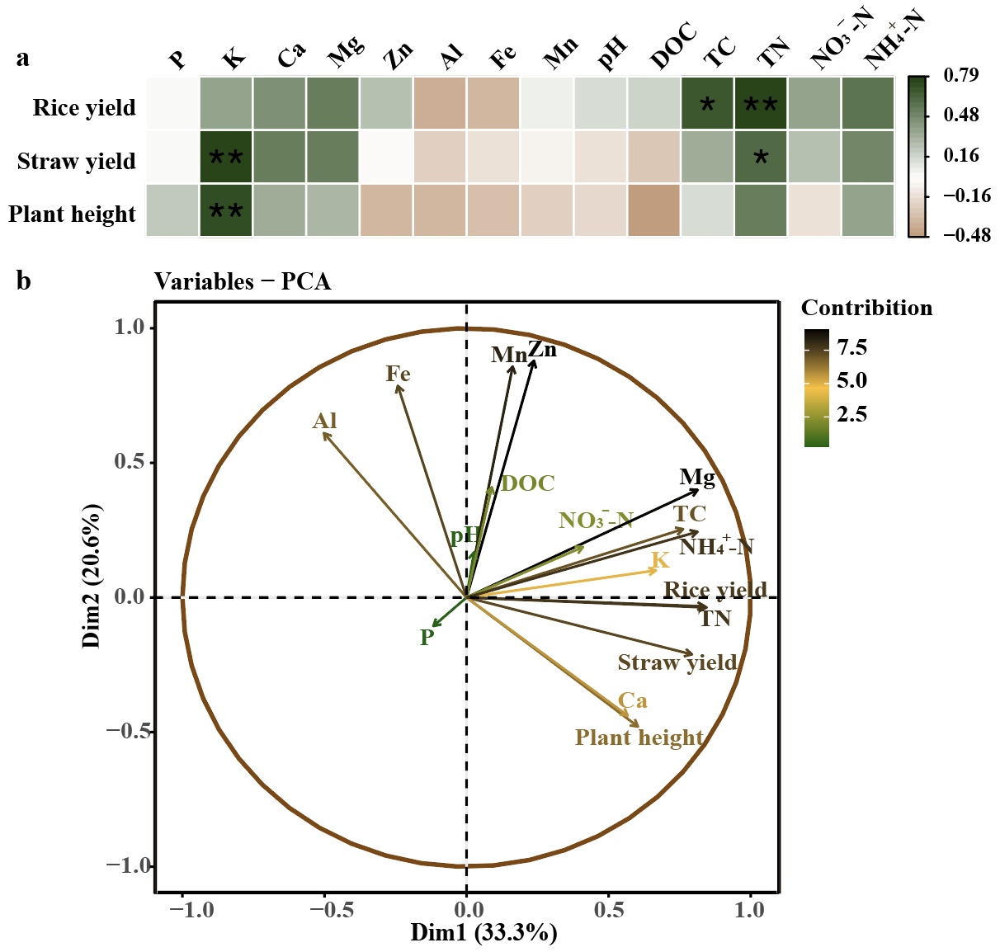 a
P K Ca Mg Zn Al Fe Mn pH DOC TC TN NO₃⁻-N NH₄⁺-N
Rice yield * **
Straw yield ** *
Plant height **
0.79
0.48
0.16
−0.16
−0.48
b
Variables − PCA
Contribition
7.5
5.0
2.5
Dim2 (20.6%)
1.0
0.5
0.0
−0.5
−1.0
Mn Zn
Fe
Al
DOC
Mg
NO₃⁻-N
TC
pH
NH₄⁺-N
K
Rice yield
TN
P
Straw yield
Ca
Plant height
−1.0 −0.5 0.0 0.5 1.0
Dim1 (33.3%)